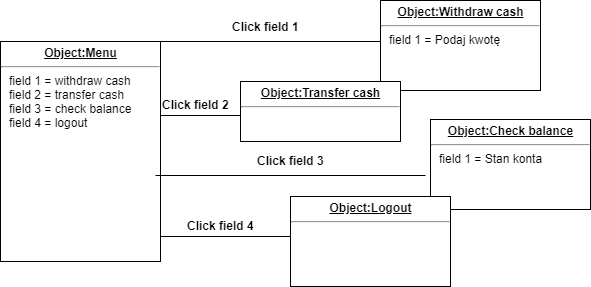 Click field 1
Object:Withdraw cash
field 1 = Podaj kwotę
Object:Menu
field 1 = withdraw cash
field 2 = transfer cash
field 3 = check balance
field 4 = logout
Click field 2
Object:Transfer cash
Click field 3
Object:Check balance
field 1 = Stan konta
Click field 4
Object:Logout